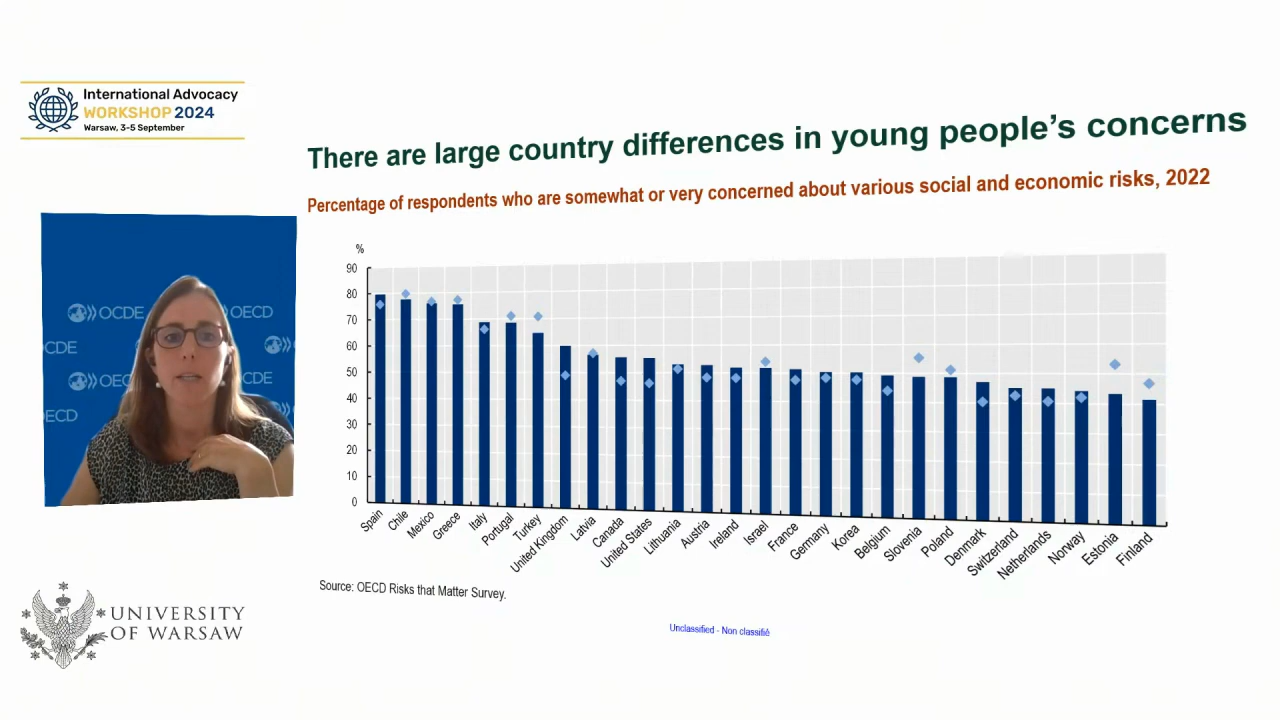 International Advocacy
WORKSHOP 2024
Warsaw, 3-5 September
There are large country differences in young people's concerns
Percentage of respondents who are somewhat or very concerned about various social and economic risks, 2022
%
90
80
70
60
50
40
30
20
10
0
Spain
Chile
Mexico
Greece
Italy
Portugal
Turkey
United Kingdom
Latvia
Canada
United States
Lithuania
Austria
Ireland
Israel
France
Germany
Korea
Belgium
Slovenia
Poland
Denmark
Switzerland
Netherlands
Norway
Estonia
Finland
Source: OECD Risks that Matter Survey.
Unclassified - Non classifié
OCDE
OECD
CDE
OEC
CDE
ECD
UNIVERSITY
OF WARSAW